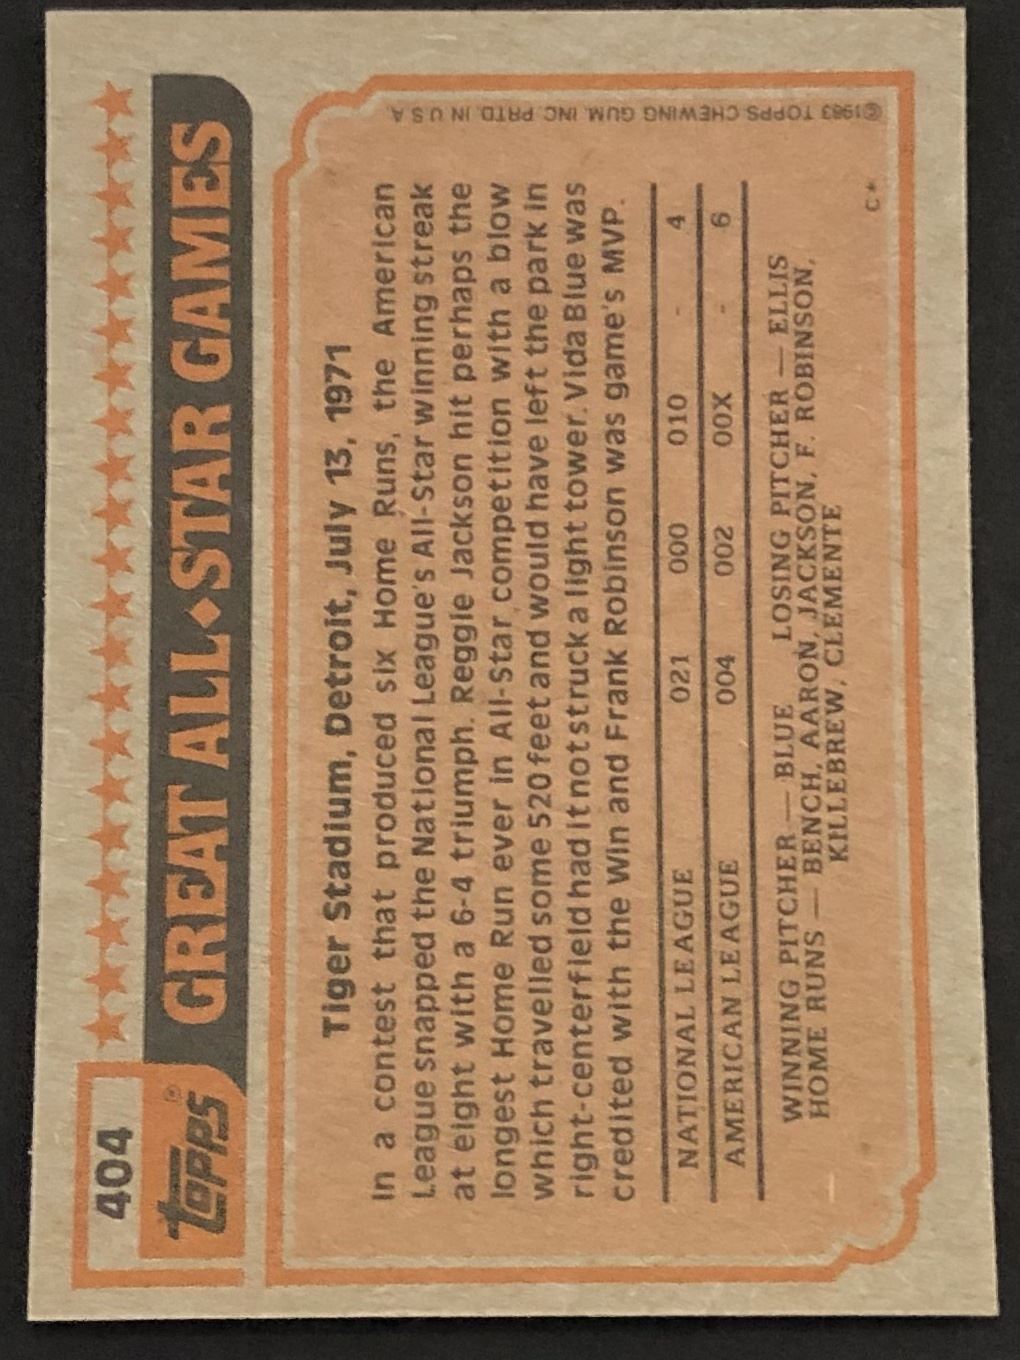 404
topps®
GREAT ALL◆STAR GAMES
Tiger Stadium, Detroit, July 13, 1971
In a contest that produced six Home Runs, the American
League snapped the National League's All-Star winning streak
at eight with a 6-4 triumph. Reggie Jackson hit perhaps the
longest Home Run ever in All-Star competition with a blow
which travelled some 520 feet and would have left the park in
right-centerfield had it not struck a light tower. Vida Blue was
credited with the Win and Frank Robinson was game's MVP.
NATIONAL LEAGUE 021 000 010 - 4
AMERICAN LEAGUE 004 002 00X - 6
WINNING PITCHER — BLUE LOSING PITCHER — ELLIS
HOME RUNS — BENCH, AARON, JACKSON, F. ROBINSON,
KILLEBREW, CLEMENTE
C*
©1983 TOPPS CHEWING GUM, INC. PRTD. IN U.S.A.